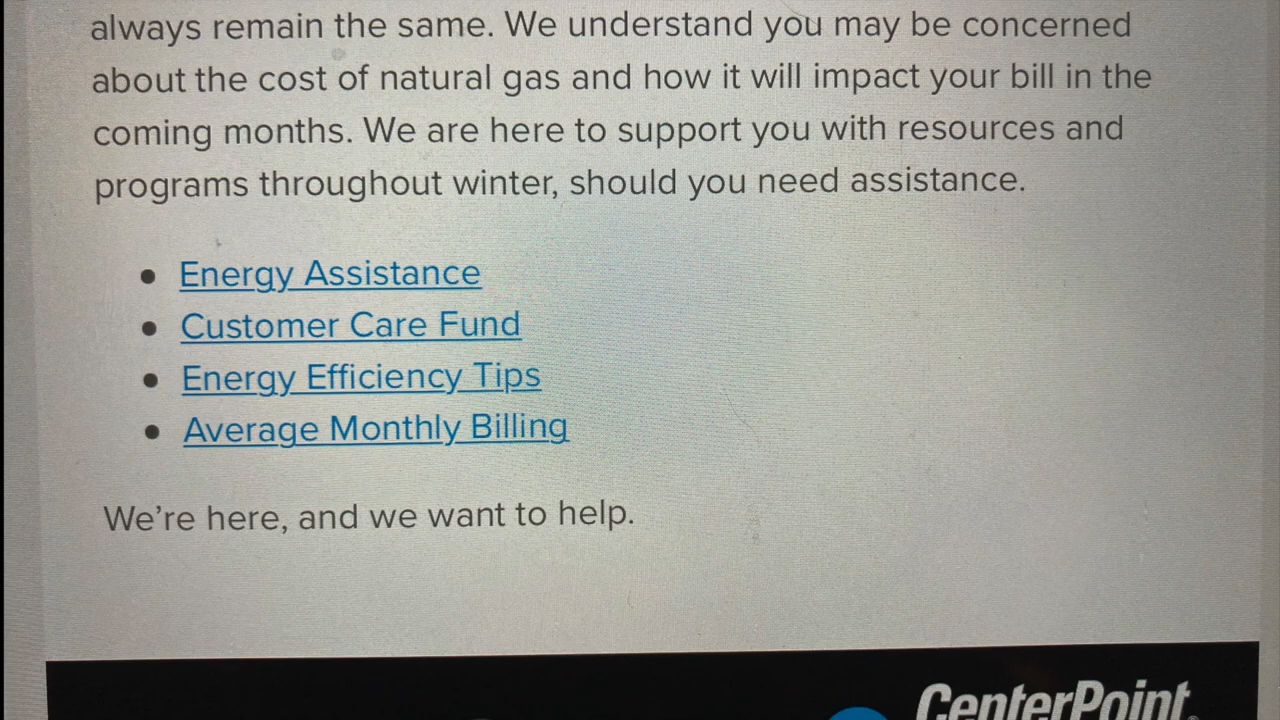 always remain the same. We understand you may be concerned
about the cost of natural gas and how it will impact your bill in the
coming months. We are here to support you with resources and
programs throughout winter, should you need assistance.
• Energy Assistance
• Customer Care Fund
• Energy Efficiency Tips
• Average Monthly Billing
We're here, and we want to help.
CenterPoint